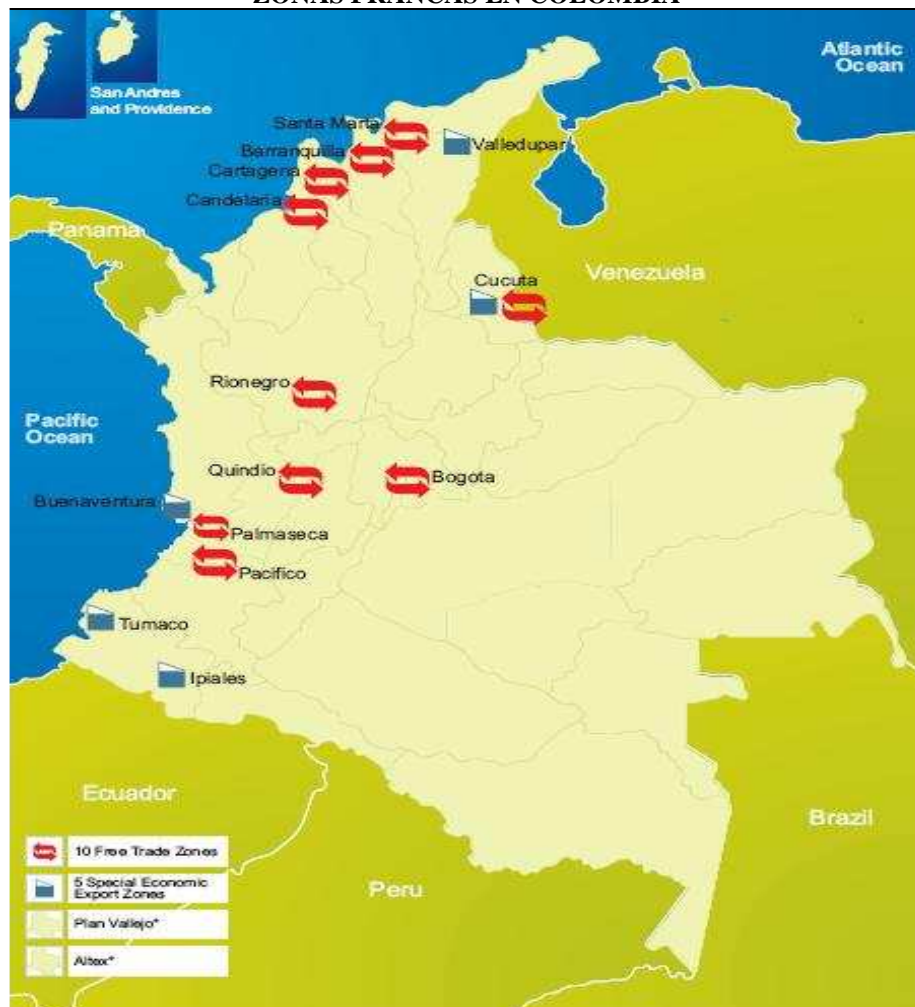 ZONAS FRANCAS EN COLOMBIA
Atlantic
Ocean
San Andres
and Providence
Santa Marta
Barranquilla
Valledupar
Cartagena
Candelaria
Panama
Venezuela
Cucuta
Rionegro
Pacific
Ocean
Quindio
Bogota
Buenaventura
Palmaseca
Pacifico
Tumaco
Ipiales
Ecuador
Brazil
Peru
10 Free Trade Zones
5 Special Economic
Export Zones
Plan Vallejo*
Altex*